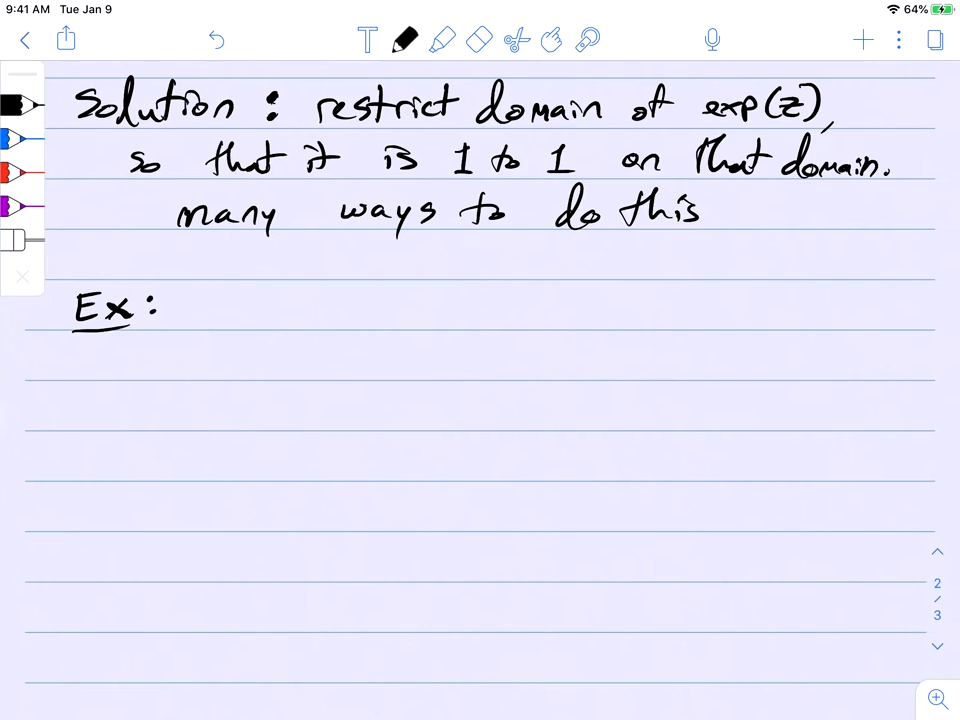 9:41 AM Tue Jan 9
64%
T
Solution : restrict domain of exp(z),
so that it is 1 to 1 on that domain.
many ways to do this
Ex :
2
/
3